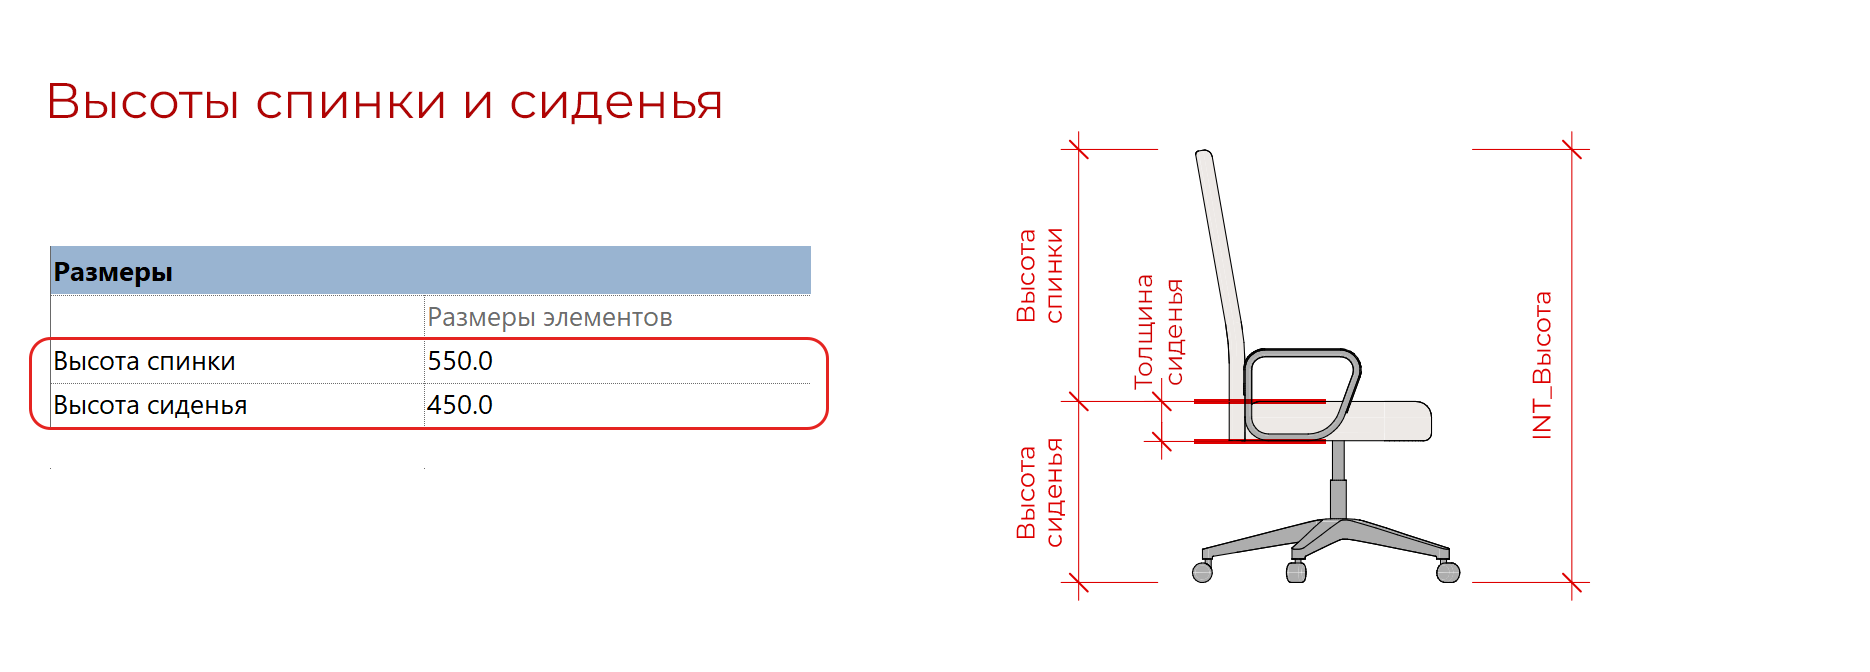 Высоты спинки и сиденья
Размеры
Размеры элементов
Высота спинки 550.0
Высота сиденья 450.0
Высота
спинки
Толщина
сиденья
Высота
сиденья
INT_Высота